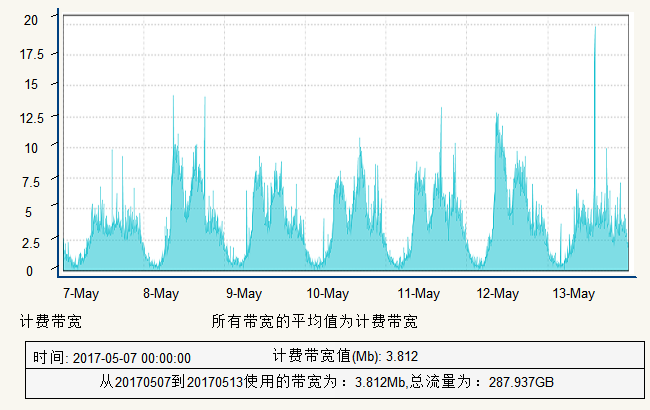 20
17.5
15
12.5
10
7.5
5
2.5
0
7-May 8-May 9-May 10-May 11-May 12-May 13-May
计费带宽 所有带宽的平均值为计费带宽
时间: 2017-05-07 00:00:00 计费带宽值(Mb): 3.812
从20170507到20170513使用的带宽为：3.812Mb,总流量为：287.937GB